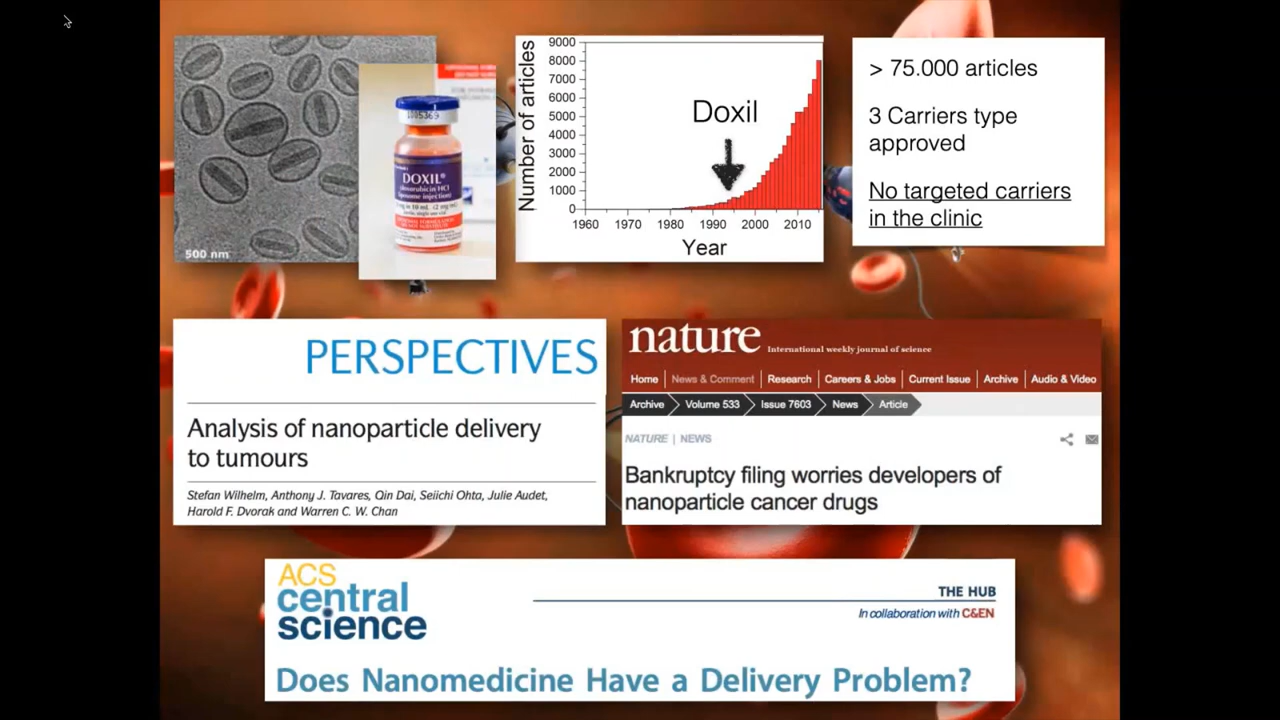 500 nm
1005369
DOXIL®
(doxorubicin HCl
liposome injection)
Number of articles
9000
8000
7000
6000
5000
4000
3000
2000
1000
0
Doxil
1960 1970 1980 1990 2000 2010
Year
> 75.000 articles
3 Carriers type
approved
No targeted carriers
in the clinic
PERSPECTIVES
Analysis of nanoparticle delivery
to tumours
Stefan Wilhelm, Anthony J. Tavares, Qin Dai, Seiichi Ohta, Julie Audet,
Harold F. Dvorak and Warren C. W. Chan
nature International weekly journal of science
Home News & Comment Research Careers & Jobs Current Issue Archive Audio & Video
Archive Volume 533 Issue 7603 News Article
NATURE | NEWS
Bankruptcy filing worries developers of
nanoparticle cancer drugs
ACS
central
science
THE HUB
In collaboration with C&EN
Does Nanomedicine Have a Delivery Problem?